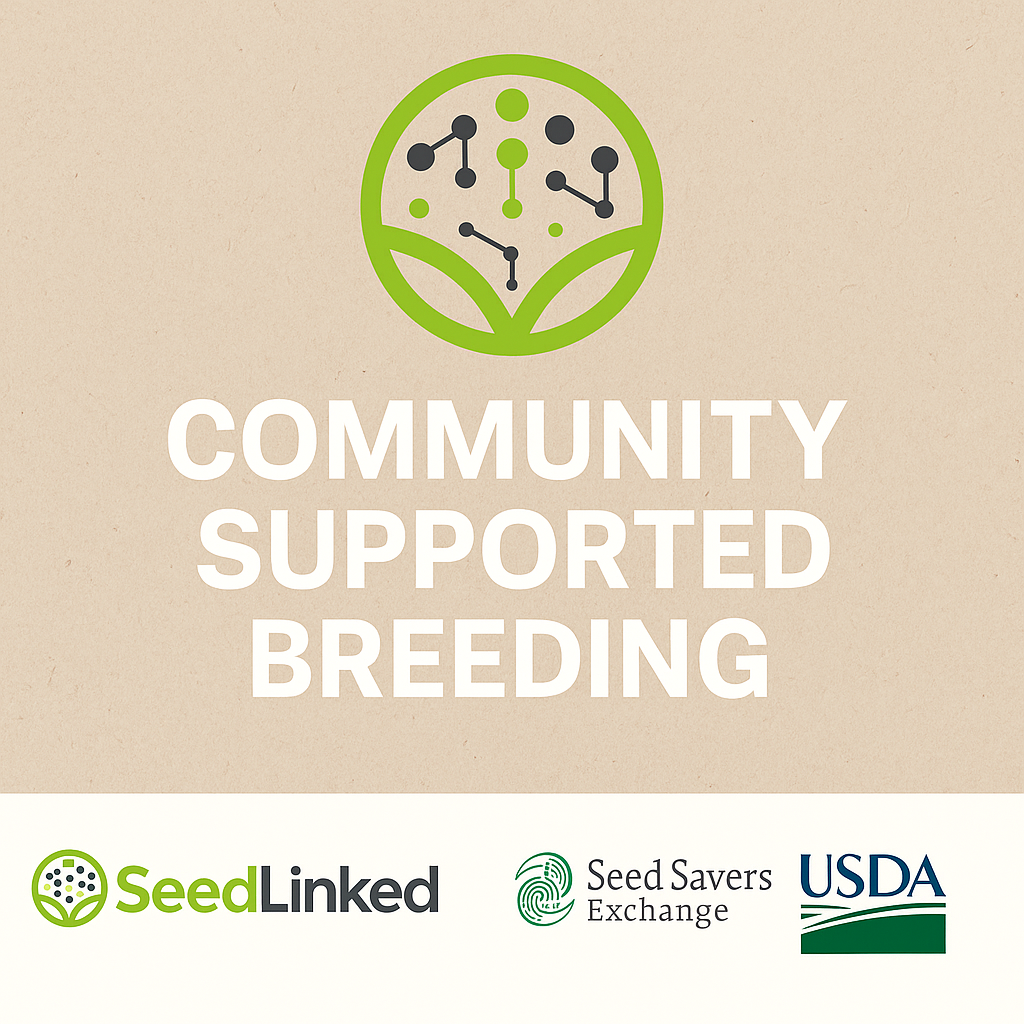 COMMUNITY
SUPPORTED
BREEDING
SeedLinked
Seed Savers
Exchange
USDA